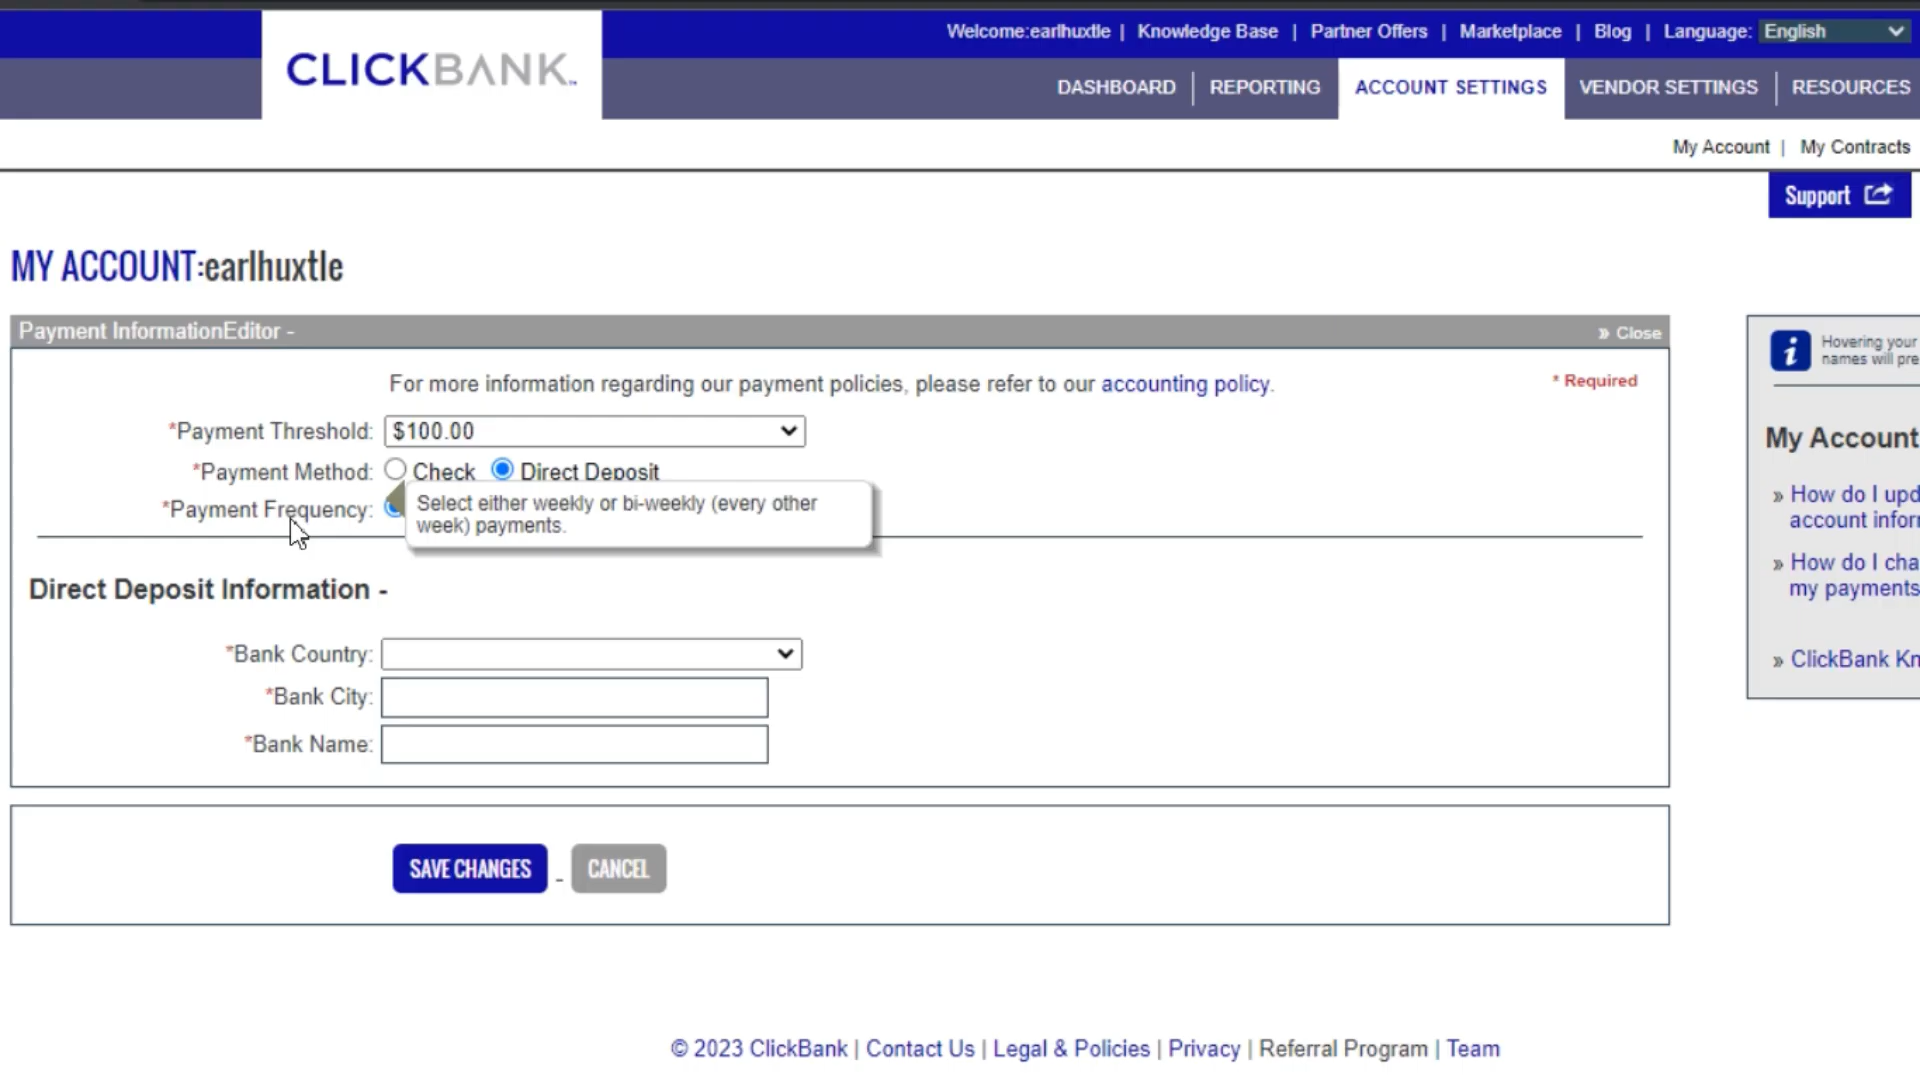 Welcome:earlhuxtle | Knowledge Base | Partner Offers | Marketplace | Blog | Language: English
CLICKBANK
DASHBOARD | REPORTING ACCOUNT SETTINGS VENDOR SETTINGS | RESOURCES
My Account | My Contracts
Support
MY ACCOUNT:earlhuxtle
Payment InformationEditor -
» Close
For more information regarding our payment policies, please refer to our accounting policy.
* Required
*Payment Threshold: $100.00
*Payment Method: Check Direct Deposit
*Payment Frequency:
Select either weekly or bi-weekly (every other
week) payments.
Direct Deposit Information -
*Bank Country:
*Bank City:
*Bank Name:
SAVE CHANGES - CANCEL
i
Hovering your
names will pre
My Account
» How do I upd
account inforr
» How do I cha
my payments
» ClickBank Kn
© 2023 ClickBank | Contact Us | Legal & Policies | Privacy | Referral Program | Team